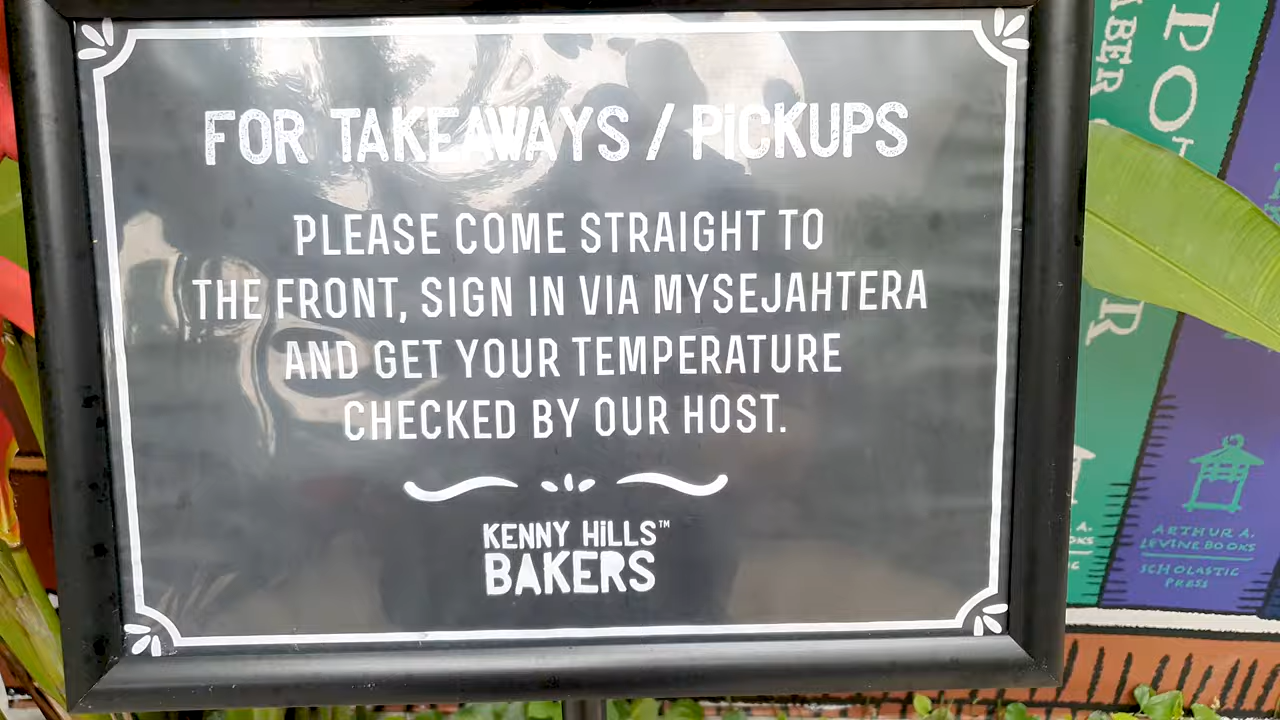 FOR TAKEAWAYS / PiCKUPS
PLEASE COME STRAIGHT TO
THE FRONT, SIGN IN VIA MYSEJAHTERA
AND GET YOUR TEMPERATURE
CHECKED BY OUR HOST.
KENNY HiLLS™
BAKERS
ARTHUR A.
LEVINE BOOKS
SCHOLASTIC
PRESS